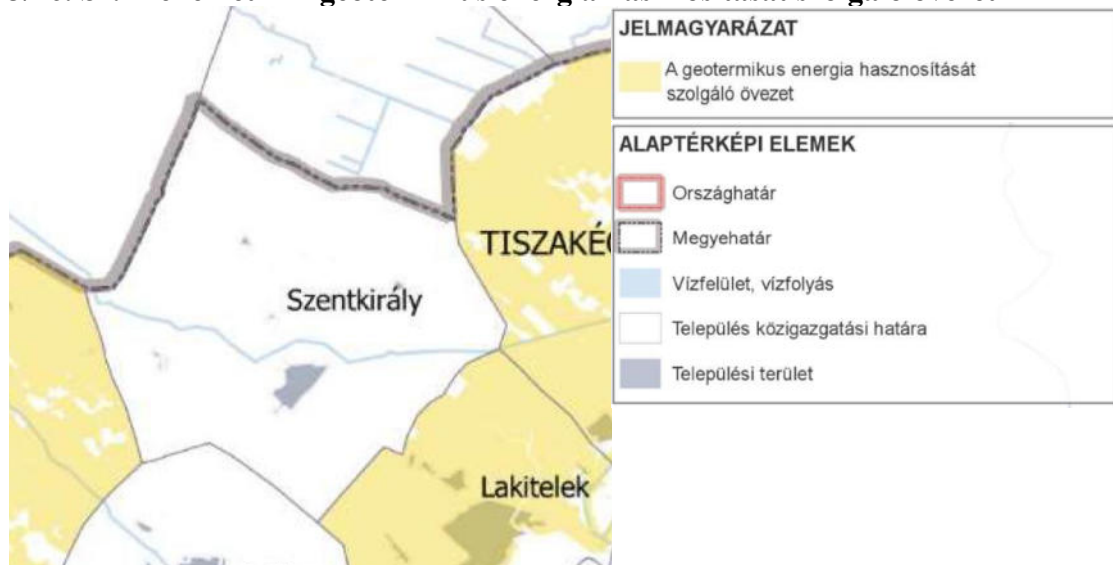 JELMAGYARÁZAT
A geotermikus energia hasznosítását
szolgáló övezet
ALAPTÉRKÉPI ELEMEK
Országhatár
Megyehatár
Vízfelület, vízfolyás
Település közigazgatási határa
Települési terület
TISZAKÉ
Szentkirály
Lakitelek